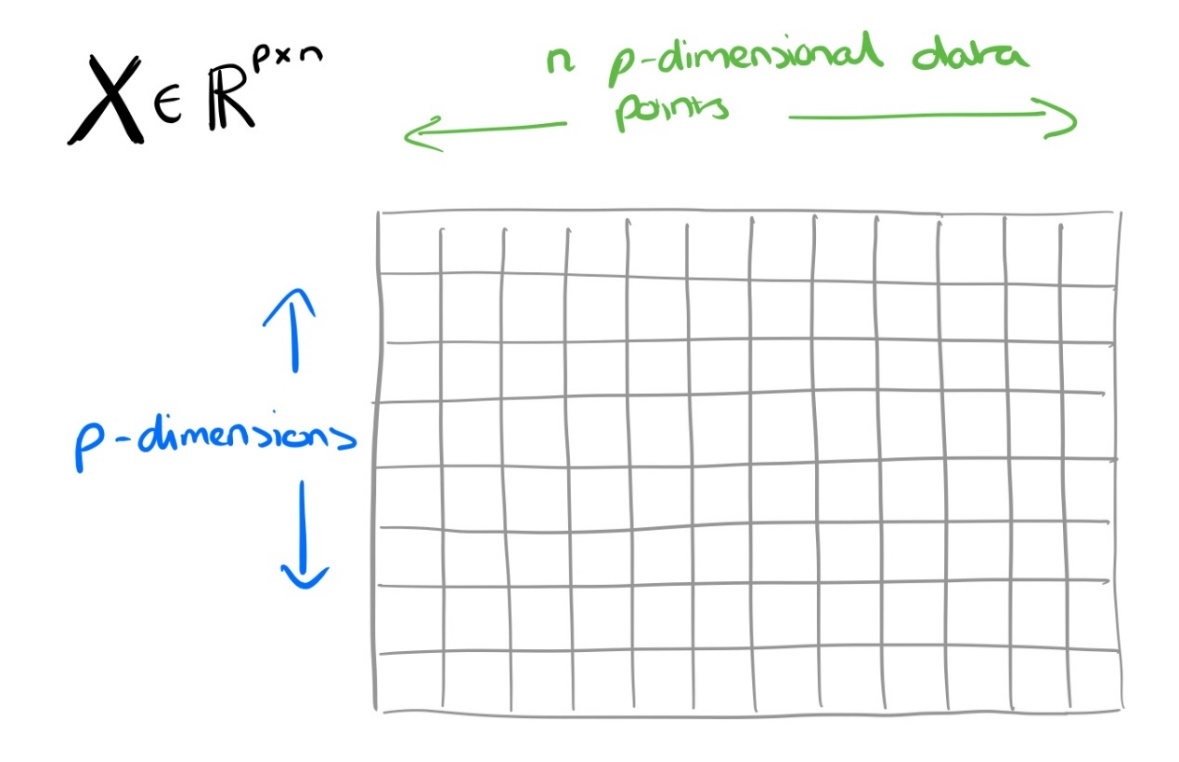 X ∈ ℝ^{p×n}
n p-dimensional data
points
p-dimensions